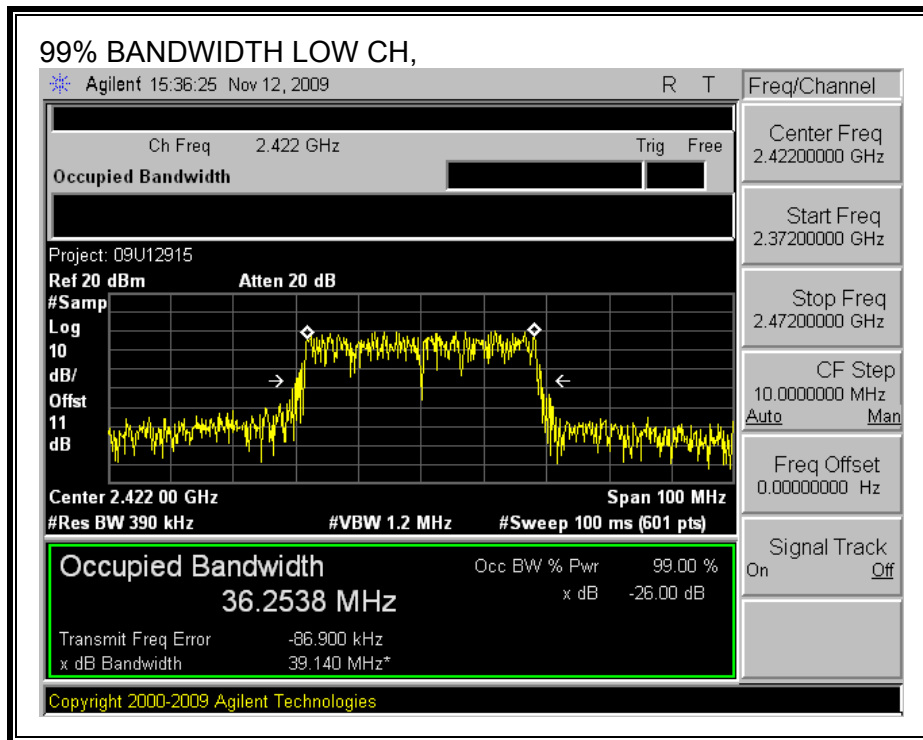 99% BANDWIDTH LOW CH,
Agilent 15:36:25 Nov 12, 2009 R T
Freq/Channel
Ch Freq 2.422 GHz Trig Free
Occupied Bandwidth
Center Freq
2.42200000 GHz
Start Freq
2.37200000 GHz
Stop Freq
2.47200000 GHz
CF Step
10.0000000 MHz
Auto Man
Freq Offset
0.00000000 Hz
Signal Track
On Off
Project: 09U12915
Ref 20 dBm Atten 20 dB
#Samp
Log
10
dB/
Offst
11
dB
Center 2.422 00 GHz Span 100 MHz
#Res BW 390 kHz #VBW 1.2 MHz #Sweep 100 ms (601 pts)
Occupied Bandwidth Occ BW % Pwr 99.00 %
36.2538 MHz x dB -26.00 dB
Transmit Freq Error -86.900 kHz
x dB Bandwidth 39.140 MHz*
Copyright 2000-2009 Agilent Technologies